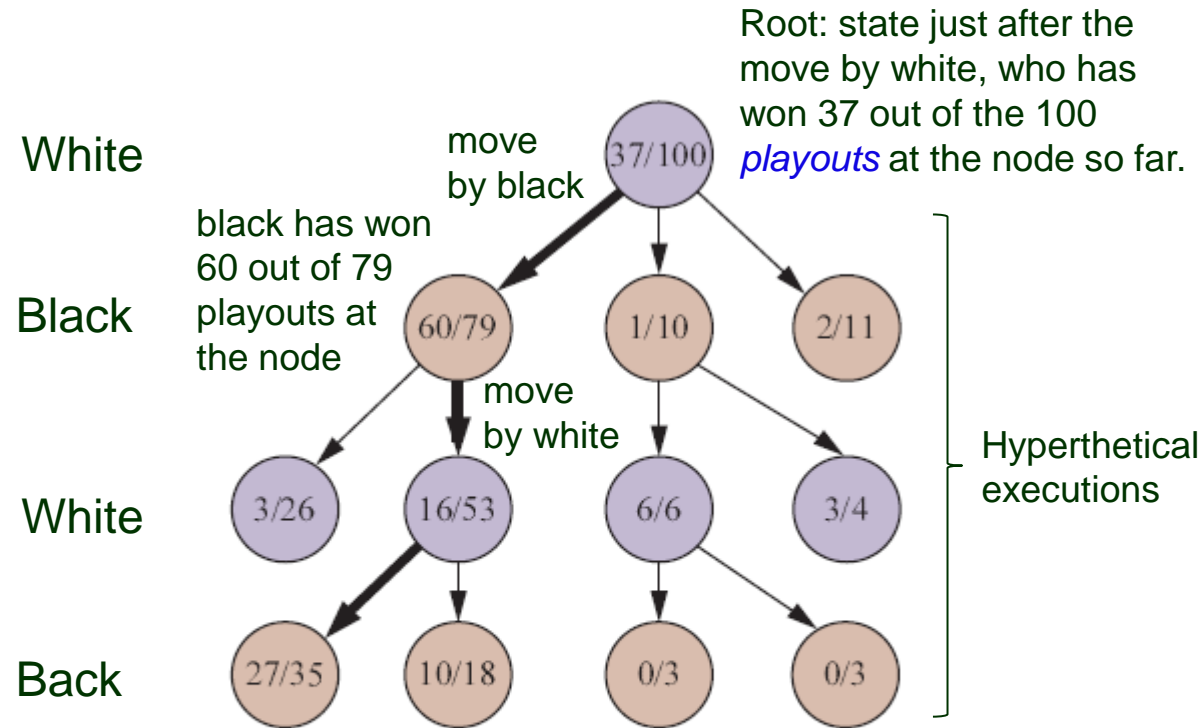 Root: state just after the
move by white, who has
won 37 out of the 100
playouts at the node so far.
White
move
by black
37/100
black has won
60 out of 79
playouts at
the node
Black
60/79
1/10
2/11
move
by white
Hyperthetical
executions
White
3/26
16/53
6/6
3/4
Back
27/35
10/18
0/3
0/3